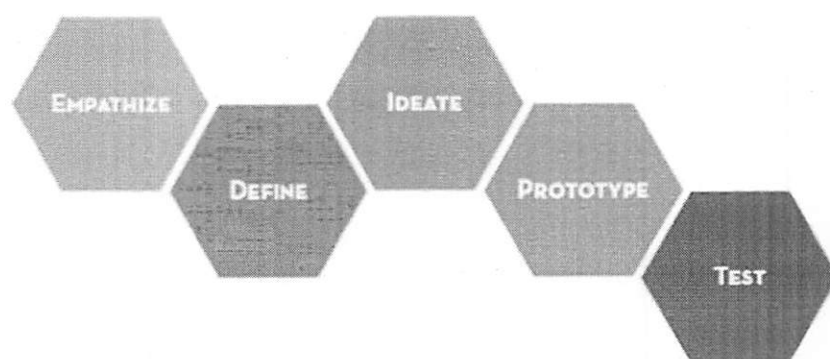 EMPATHIZE
DEFINE
IDEATE
PROTOTYPE
TEST